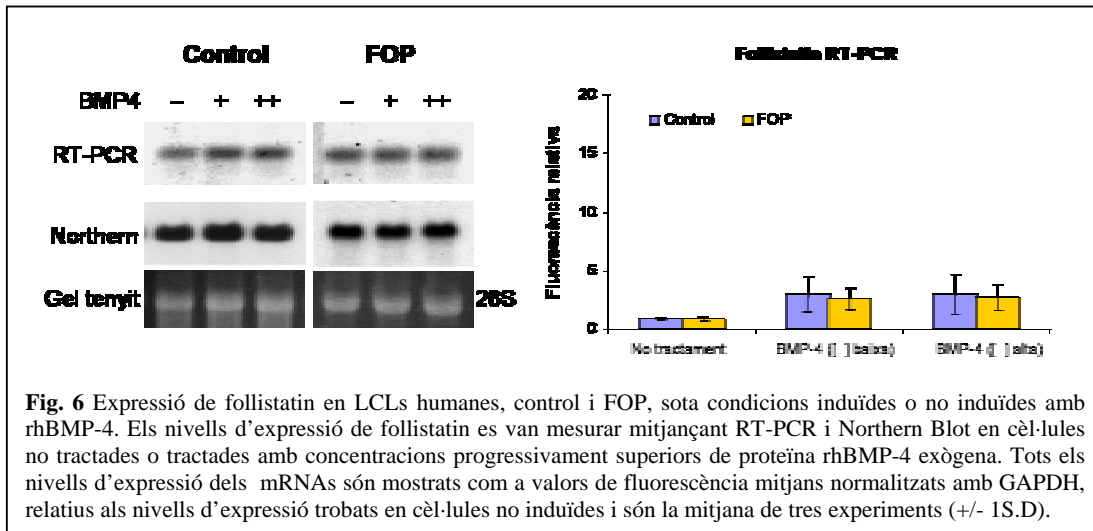 Control FOP
BMP4 – + ++ – + ++
RT-PCR
Northern
Gel tenyit 28S
Follistatin RT-PCR
Fluorescència relativa
20
15
10
5
0
Control FOP
No tractament BMP-4 ([ ] baixa) BMP-4 ([ ] alta)
Fig. 6 Expressió de follistatin en LCLs humanes, control i FOP, sota condicions induïdes o no induïdes amb
rhBMP-4. Els nivells d'expressió de follistatin es van mesurar mitjançant RT-PCR i Northern Blot en cèl·lules
no tractades o tractades amb concentracions progressivament superiors de proteïna rhBMP-4 exògena. Tots els
nivells d'expressió dels mRNAs són mostrats com a valors de fluorescència mitjans normalitzats amb GAPDH,
relatius als nivells d'expressió trobats en cèl·lules no induïdes i són la mitjana de tres experiments (+/- 1S.D).